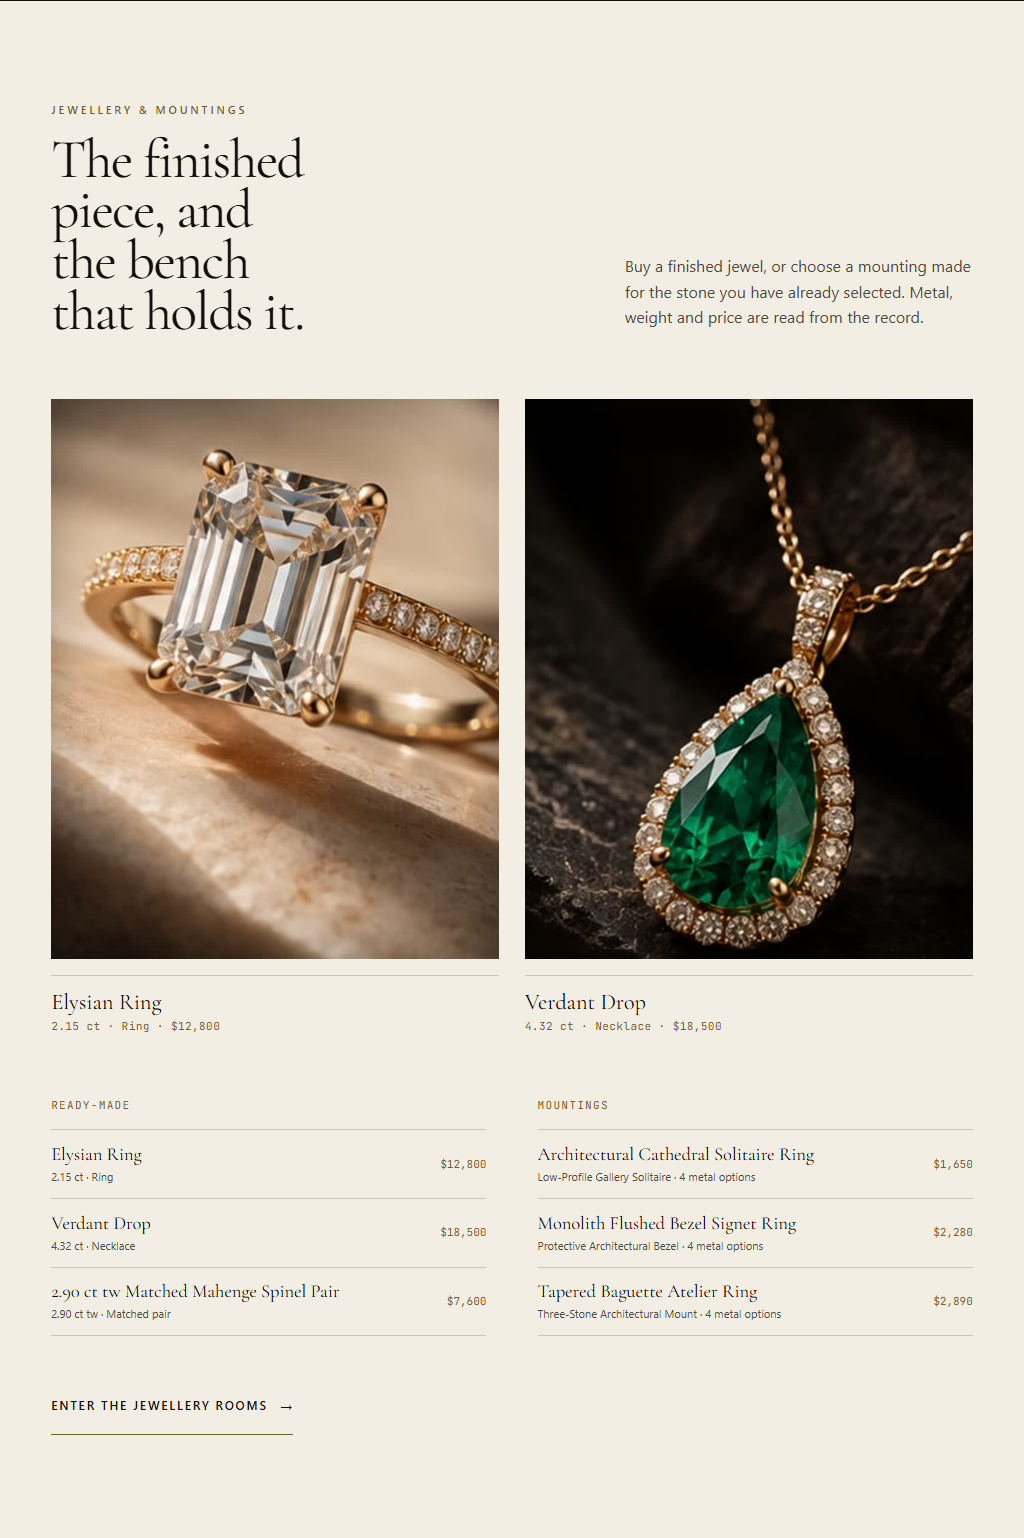 JEWELLERY & MOUNTINGS
The finished
piece, and
the bench
that holds it.
Buy a finished jewel, or choose a mounting made
for the stone you have already selected. Metal,
weight and price are read from the record.
Elysian Ring
2.15 ct · Ring · $12,800
Verdant Drop
4.32 ct · Necklace · $18,500
READY-MADE
Elysian Ring
2.15 ct · Ring
$12,800
Verdant Drop
4.32 ct · Necklace
$18,500
2.90 ct tw Matched Mahenge Spinel Pair
2.90 ct tw · Matched pair
$7,600
MOUNTINGS
Architectural Cathedral Solitaire Ring
Low-Profile Gallery Solitaire · 4 metal options
$1,650
Monolith Flushed Bezel Signet Ring
Protective Architectural Bezel · 4 metal options
$2,280
Tapered Baguette Atelier Ring
Three-Stone Architectural Mount · 4 metal options
$2,890
ENTER THE JEWELLERY ROOMS →